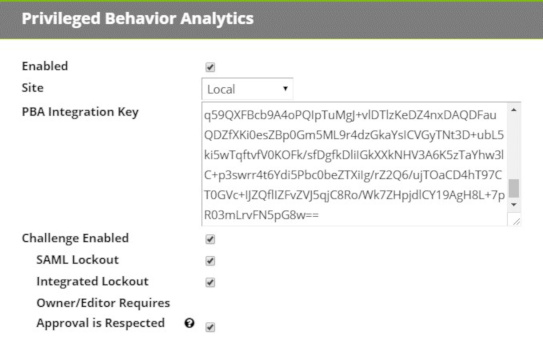 Privileged Behavior Analytics
Enabled
Site Local
PBA Integration Key
q59QXFBcb9A4oPQIpTuMgJ+vlDTlzKeDZ4nxDAQDFau
QDZfXKi0esZBp0Gm5ML9r4dzGkaYsICVGyTNt3D+ubL5
ki5wTqftvfV0KOFk/sfDgfkDliIGkXXkNHV3A6K5zTaYhw3l
C+p3swrr4t6Ydi5Pbc0beZTXiIg/rZ2Q6/ujTOaCD4hT97C
T0GVc+IJZQflIZFvZVJ5qjC8Ro/Wk7ZHpjdlCY19AgH8L+7p
R03mLrvFN5pG8w==
Challenge Enabled
SAML Lockout
Integrated Lockout
Owner/Editor Requires
Approval is Respected ?